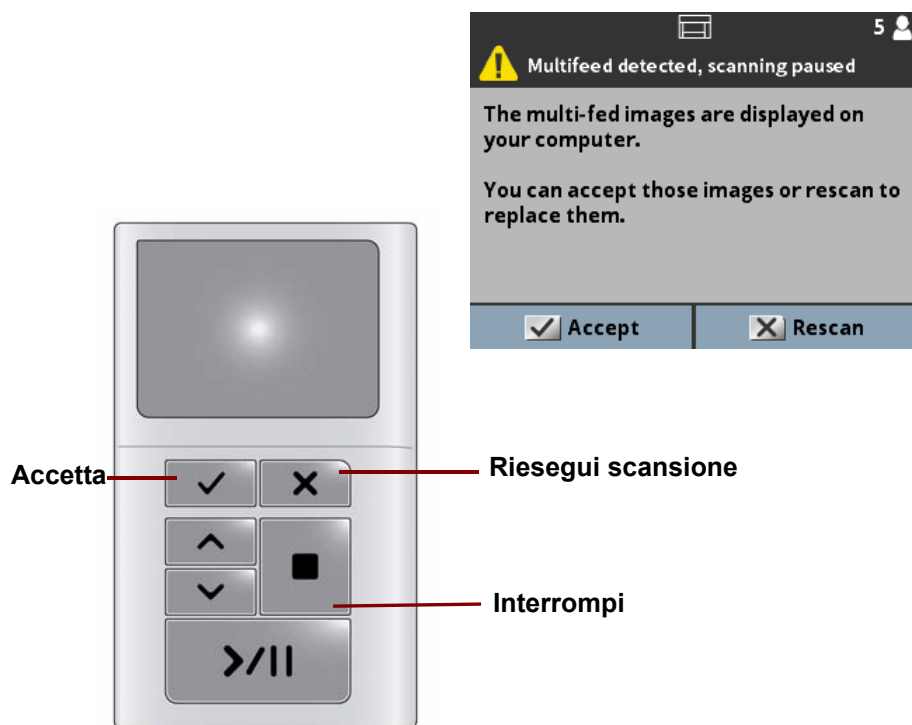 5
Multifeed detected, scanning paused
The multi-fed images are displayed on
your computer.
You can accept those images or rescan to
replace them.
Accept
Rescan
Accetta
Riesegui scansione
Interrompi